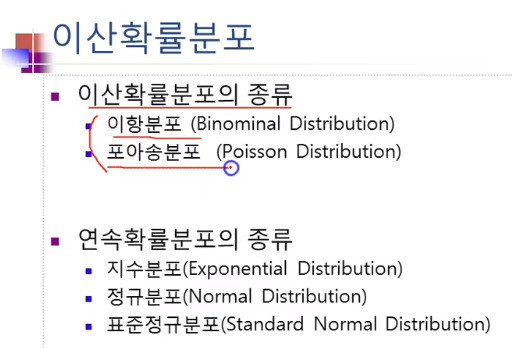 이산확률분포
이산확률분포의 종류
이항분포 (Binominal Distribution)
포아송분포 (Poisson Distribution)
연속확률분포의 종류
지수분포(Exponential Distribution)
정규분포(Normal Distribution)
표준정규분포(Standard Normal Distribution)